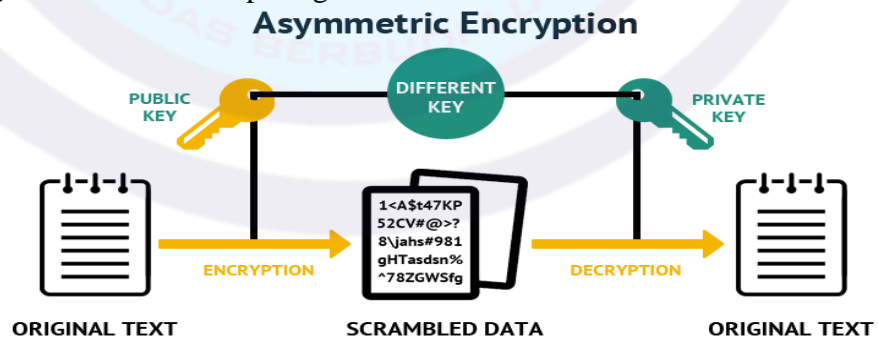 Asymmetric Encryption
PUBLIC
KEY
DIFFERENT
KEY
PRIVATE
KEY
1<A$t47KP
52CV#@>?
8\jahs#981
gHTasdsn%
^78ZGWSfg
ENCRYPTION
DECRYPTION
ORIGINAL TEXT
SCRAMBLED DATA
ORIGINAL TEXT